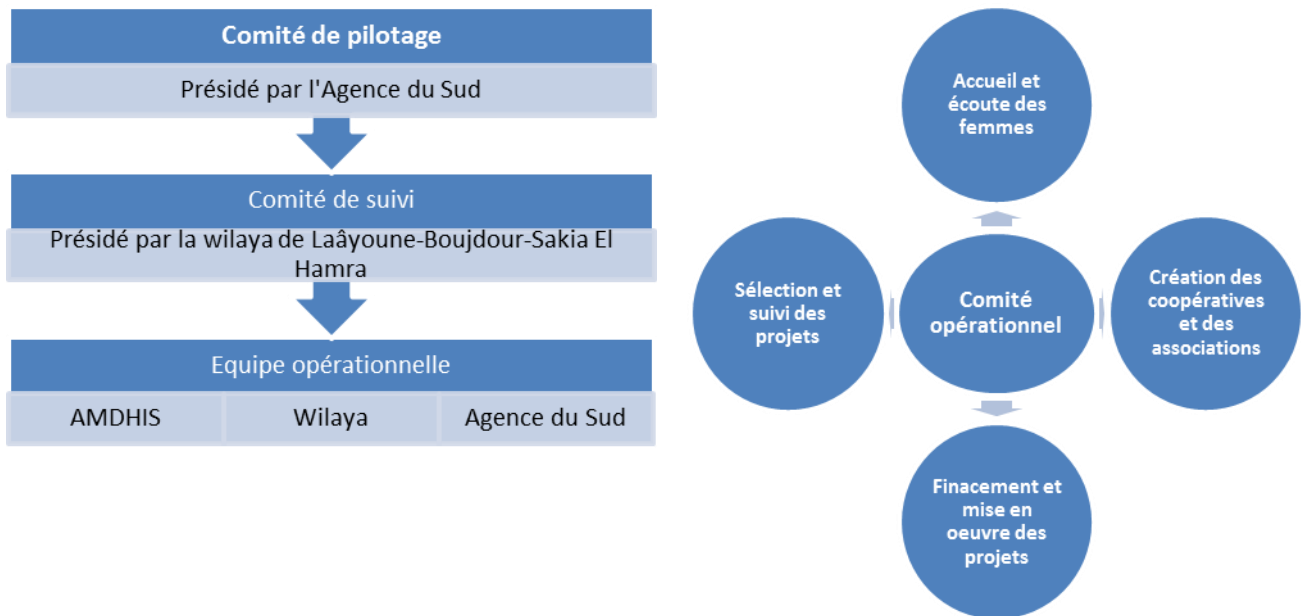 Comité de pilotage
Présidé par l'Agence du Sud
Comité de suivi
Présidé par la wilaya de Laâyoune-Boujdour-Sakia El
Hamra
Equipe opérationnelle
AMDHIS
Wilaya
Agence du Sud
Accueil et
écoute des
femmes
Sélection et
suivi des
projets
Comité
opérationnel
Création des
coopératives
et des
associations
Finacement et
mise en
oeuvre des
projets